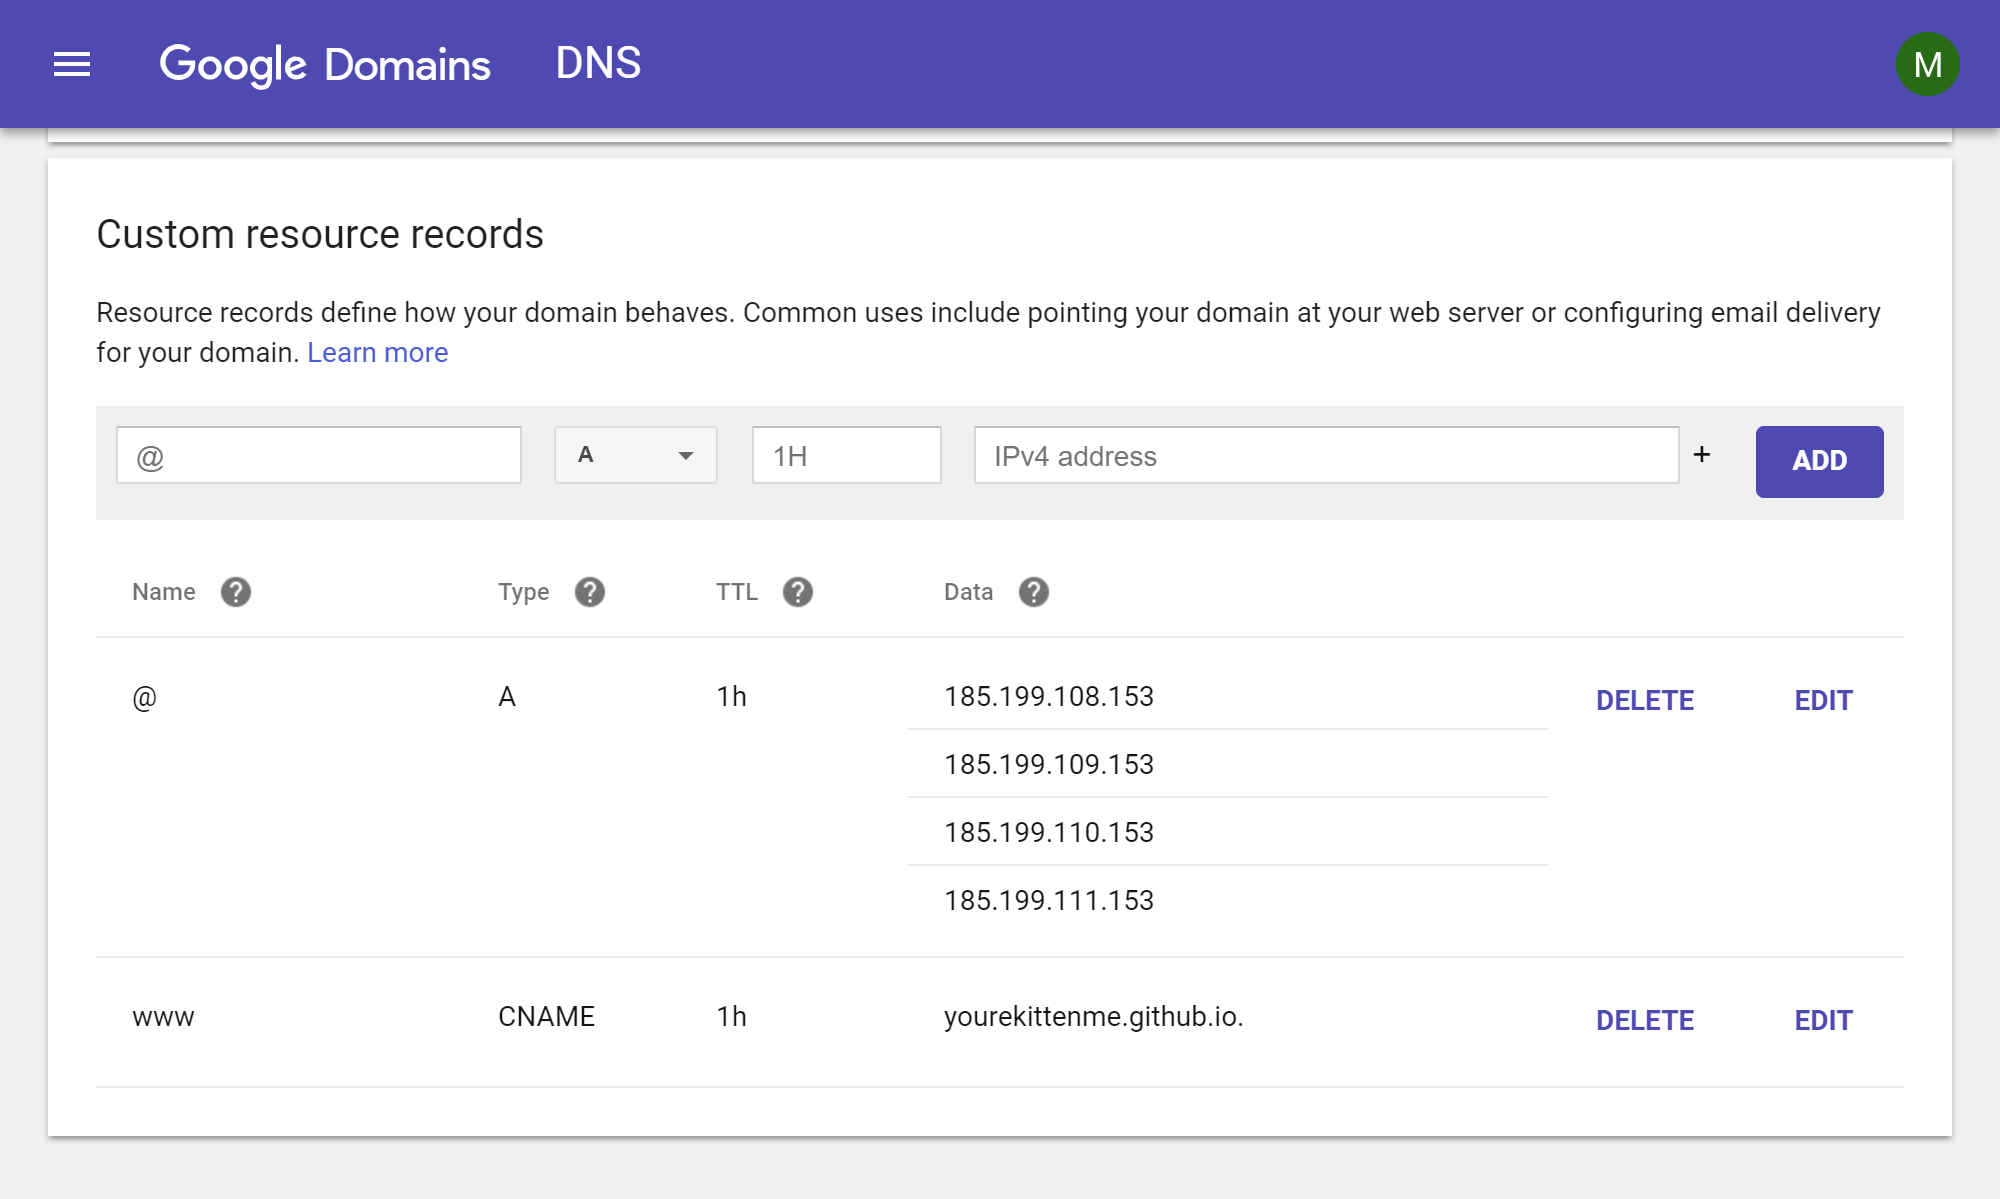 Google Domains DNS M
Custom resource records
Resource records define how your domain behaves. Common uses include pointing your domain at your web server or configuring email delivery
for your domain. Learn more
@ A 1H IPv4 address + ADD
Name ? Type ? TTL ? Data ?
@ A 1h 185.199.108.153 DELETE EDIT
185.199.109.153
185.199.110.153
185.199.111.153
www CNAME 1h yourekittenme.github.io. DELETE EDIT